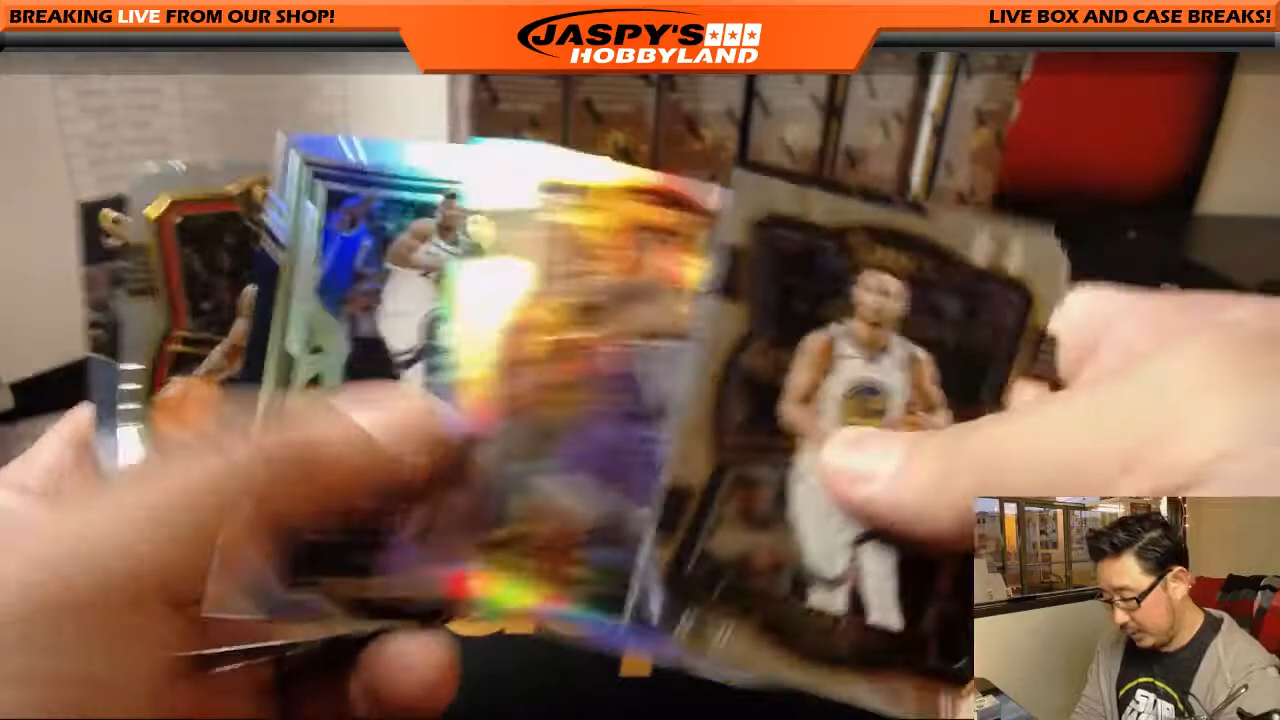 BREAKING LIVE FROM OUR SHOP!
JASPY'S
HOBBYLAND
LIVE BOX AND CASE BREAKS!